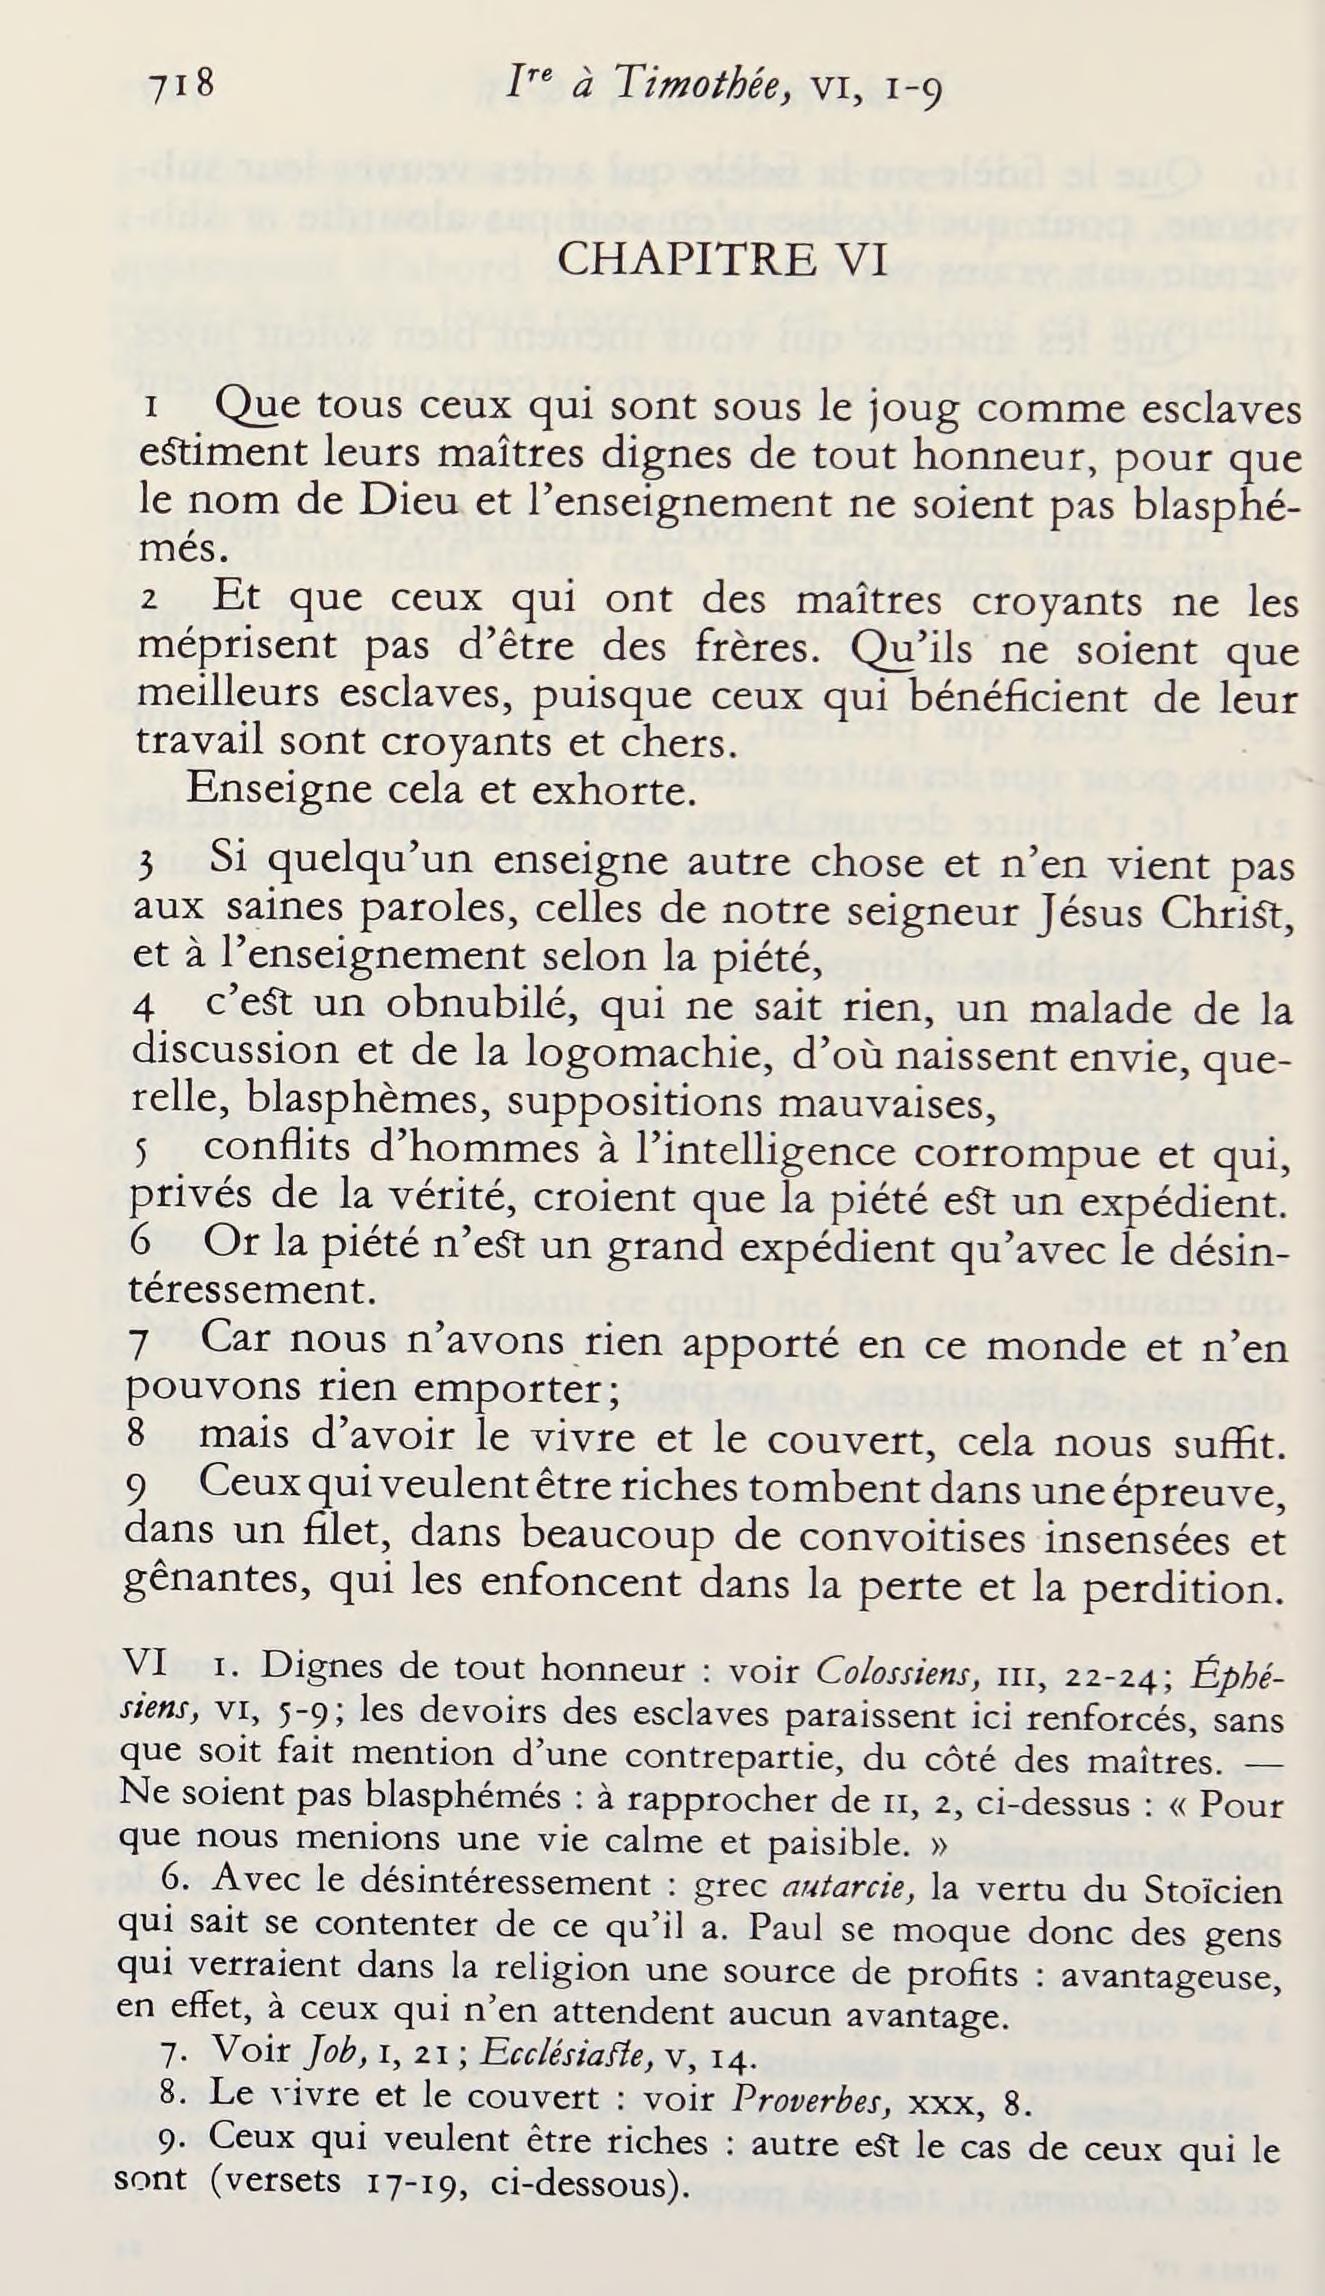 718 Ire à Timothée, VI, 1-9
CHAPITRE VI
1 Que tous ceux qui sont sous le joug comme esclaves
estiment leurs maîtres dignes de tout honneur, pour que
le nom de Dieu et l’enseignement ne soient pas blasphé-
més.
2 Et que ceux qui ont des maîtres croyants ne les
méprisent pas d’être des frères. Qu’ils ne soient que
meilleurs esclaves, puisque ceux qui bénéficient de leur
travail sont croyants et chers.
Enseigne cela et exhorte.
3 Si quelqu’un enseigne autre chose et n’en vient pas
aux saines paroles, celles de notre seigneur Jésus Christ,
et à l’enseignement selon la piété,
4 c’est un obnubilé, qui ne sait rien, un malade de la
discussion et de la logomachie, d’où naissent envie, que-
relle, blasphèmes, suppositions mauvaises,
5 conflits d’hommes à l’intelligence corrompue et qui,
privés de la vérité, croient que la piété est un expédient.
6 Or la piété n’est un grand expédient qu’avec le désin-
téressement.
7 Car nous n’avons rien apporté en ce monde et n’en
pouvons rien emporter;
8 mais d’avoir le vivre et le couvert, cela nous suffit.
9 Ceux qui veulent être riches tombent dans une épreuve,
dans un filet, dans beaucoup de convoitises insensées et
gênantes, qui les enfoncent dans la perte et la perdition.
VI 1. Dignes de tout honneur : voir Colossiens, III, 22-24; Éphé-
siens, VI, 5-9; les devoirs des esclaves paraissent ici renforcés, sans
que soit fait mention d’une contrepartie, du côté des maîtres. —
Ne soient pas blasphémés : à rapprocher de II, 2, ci-dessus : « Pour
que nous menions une vie calme et paisible. »
6. Avec le désintéressement : grec autarcie, la vertu du Stoïcien
qui sait se contenter de ce qu’il a. Paul se moque donc des gens
qui verraient dans la religion une source de profits : avantageuse,
en effet, à ceux qui n’en attendent aucun avantage.
7. Voir Job, I, 21; Ecclésiaste, V, 14.
8. Le vivre et le couvert : voir Proverbes, XXX, 8.
9. Ceux qui veulent être riches : autre est le cas de ceux qui le
sont (versets 17-19, ci-dessous).